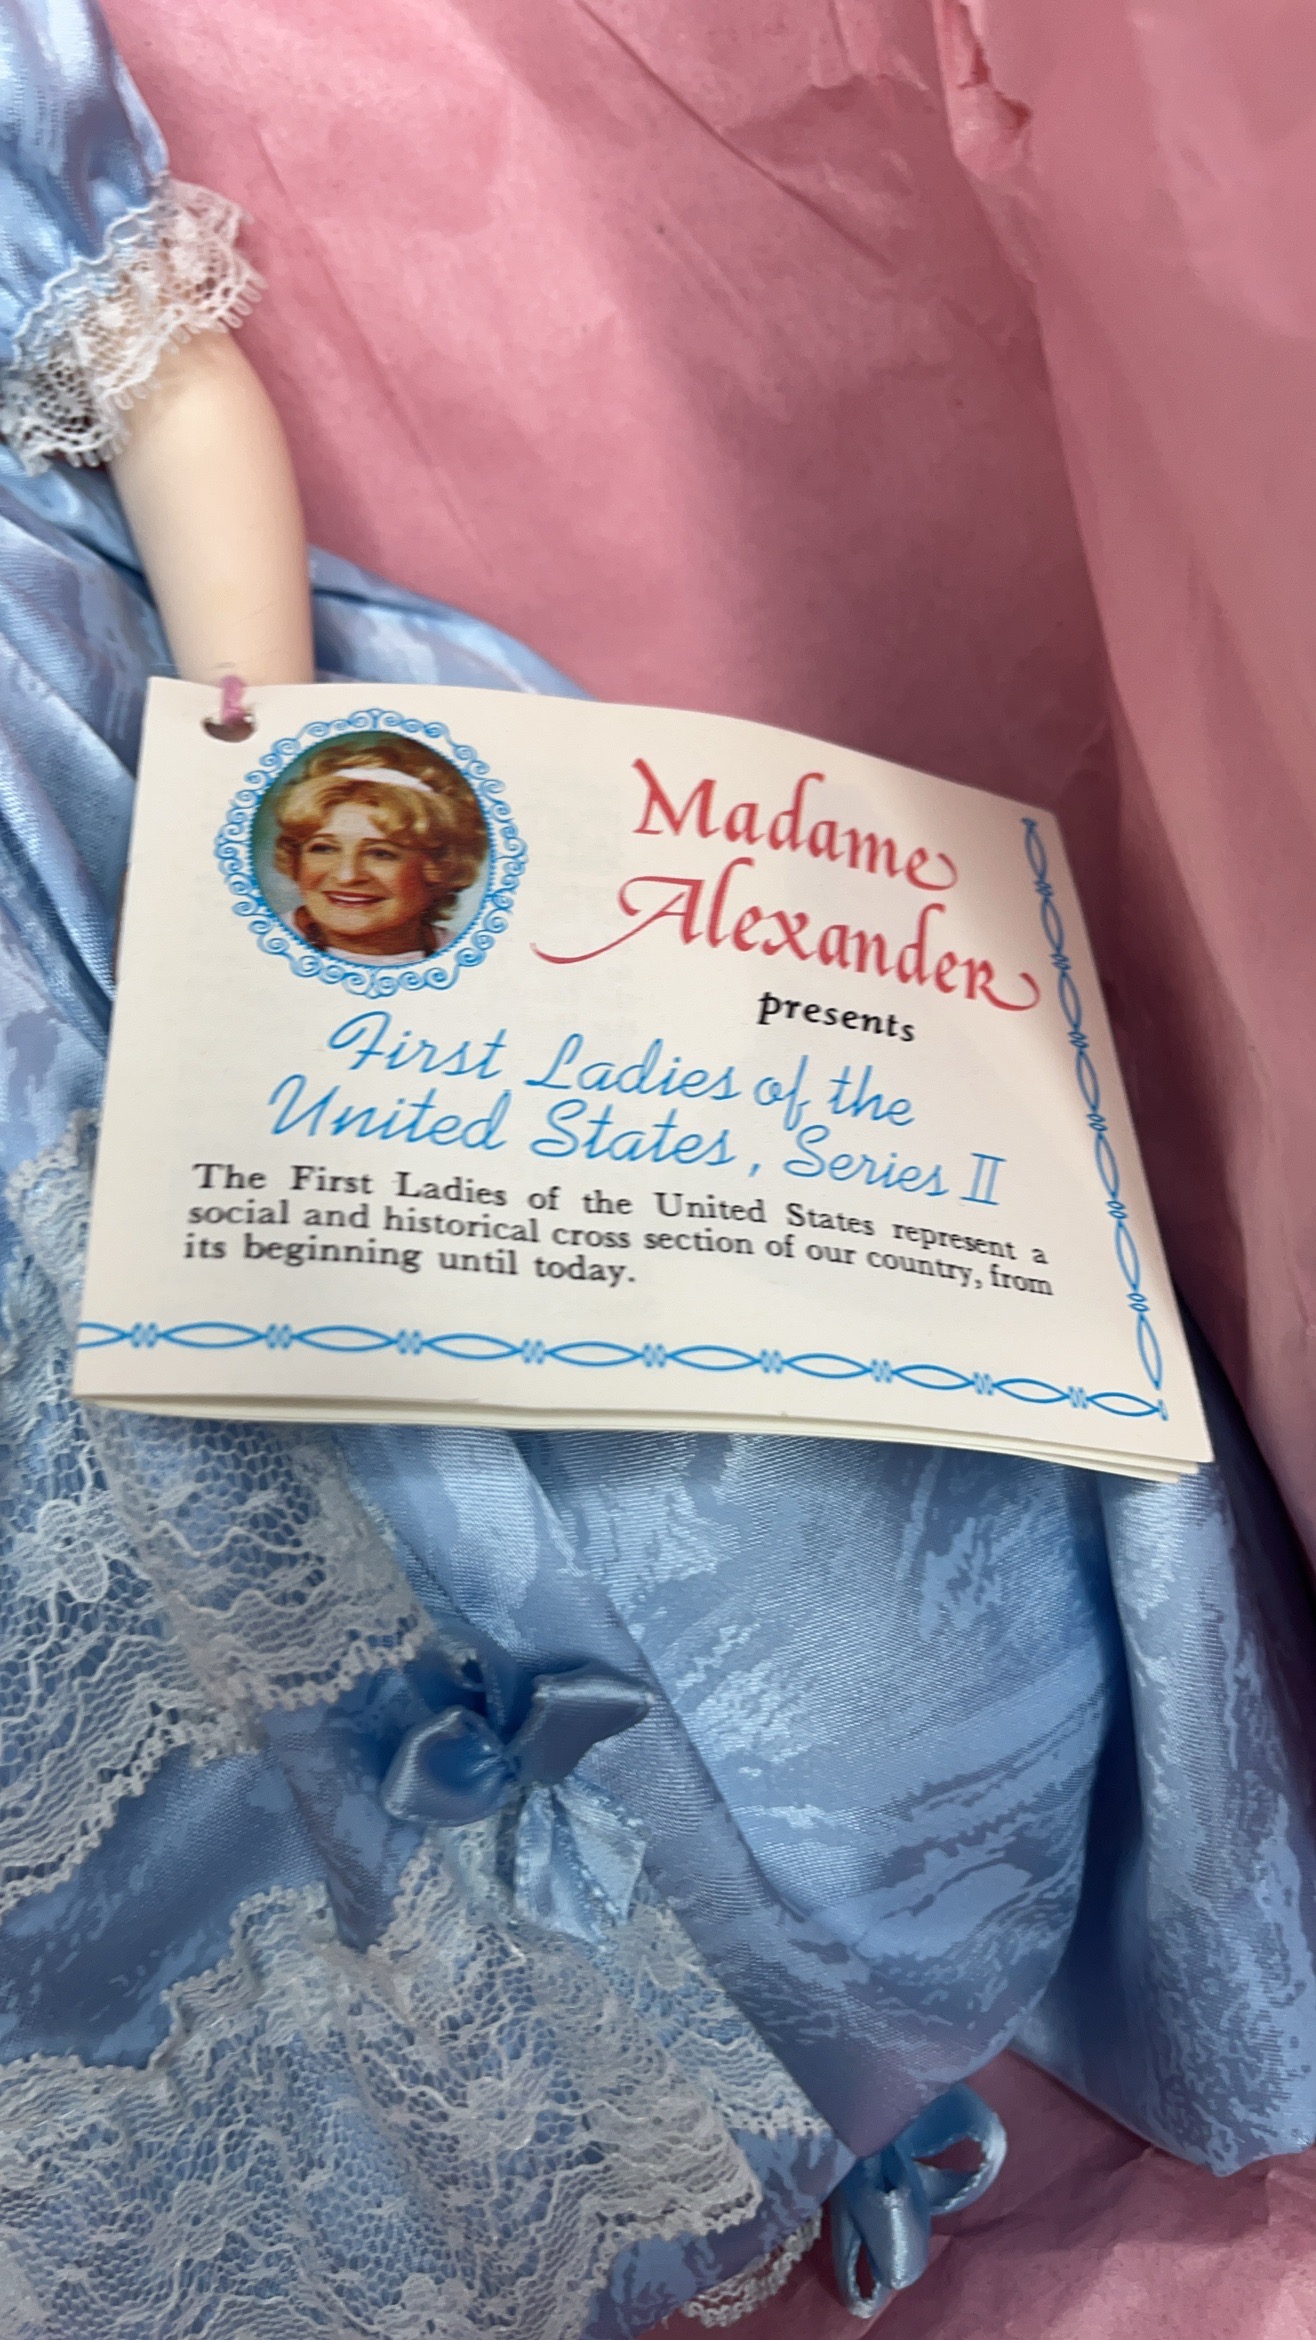 Madame
Alexander
presents
First Ladies of the
United States, Series II
The First Ladies of the United States represent a
social and historical cross section of our country, from
its beginning until today.